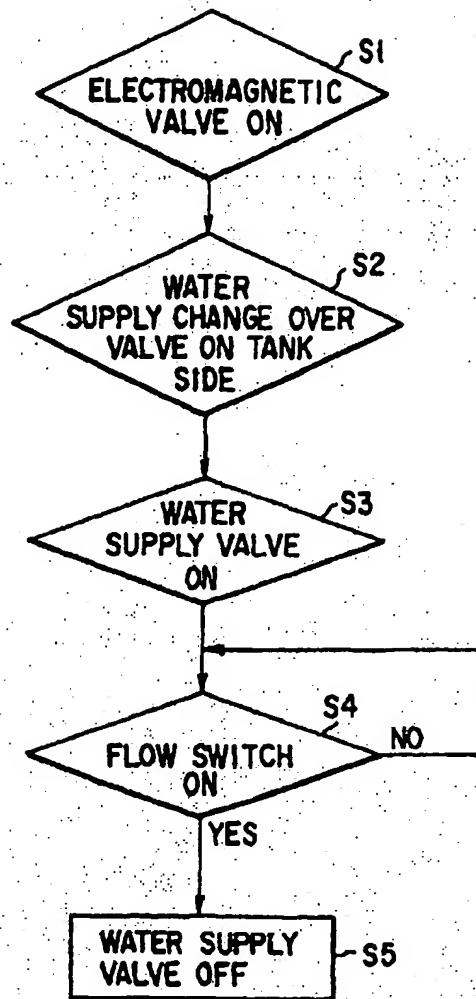 S1
ELECTROMAGNETIC
VALVE ON
S2
WATER
SUPPLY CHANGE OVER
VALVE ON TANK
SIDE
S3
WATER
SUPPLY VALVE
ON
S4
FLOW SWITCH
ON
NO
YES
WATER SUPPLY
VALVE OFF
S5